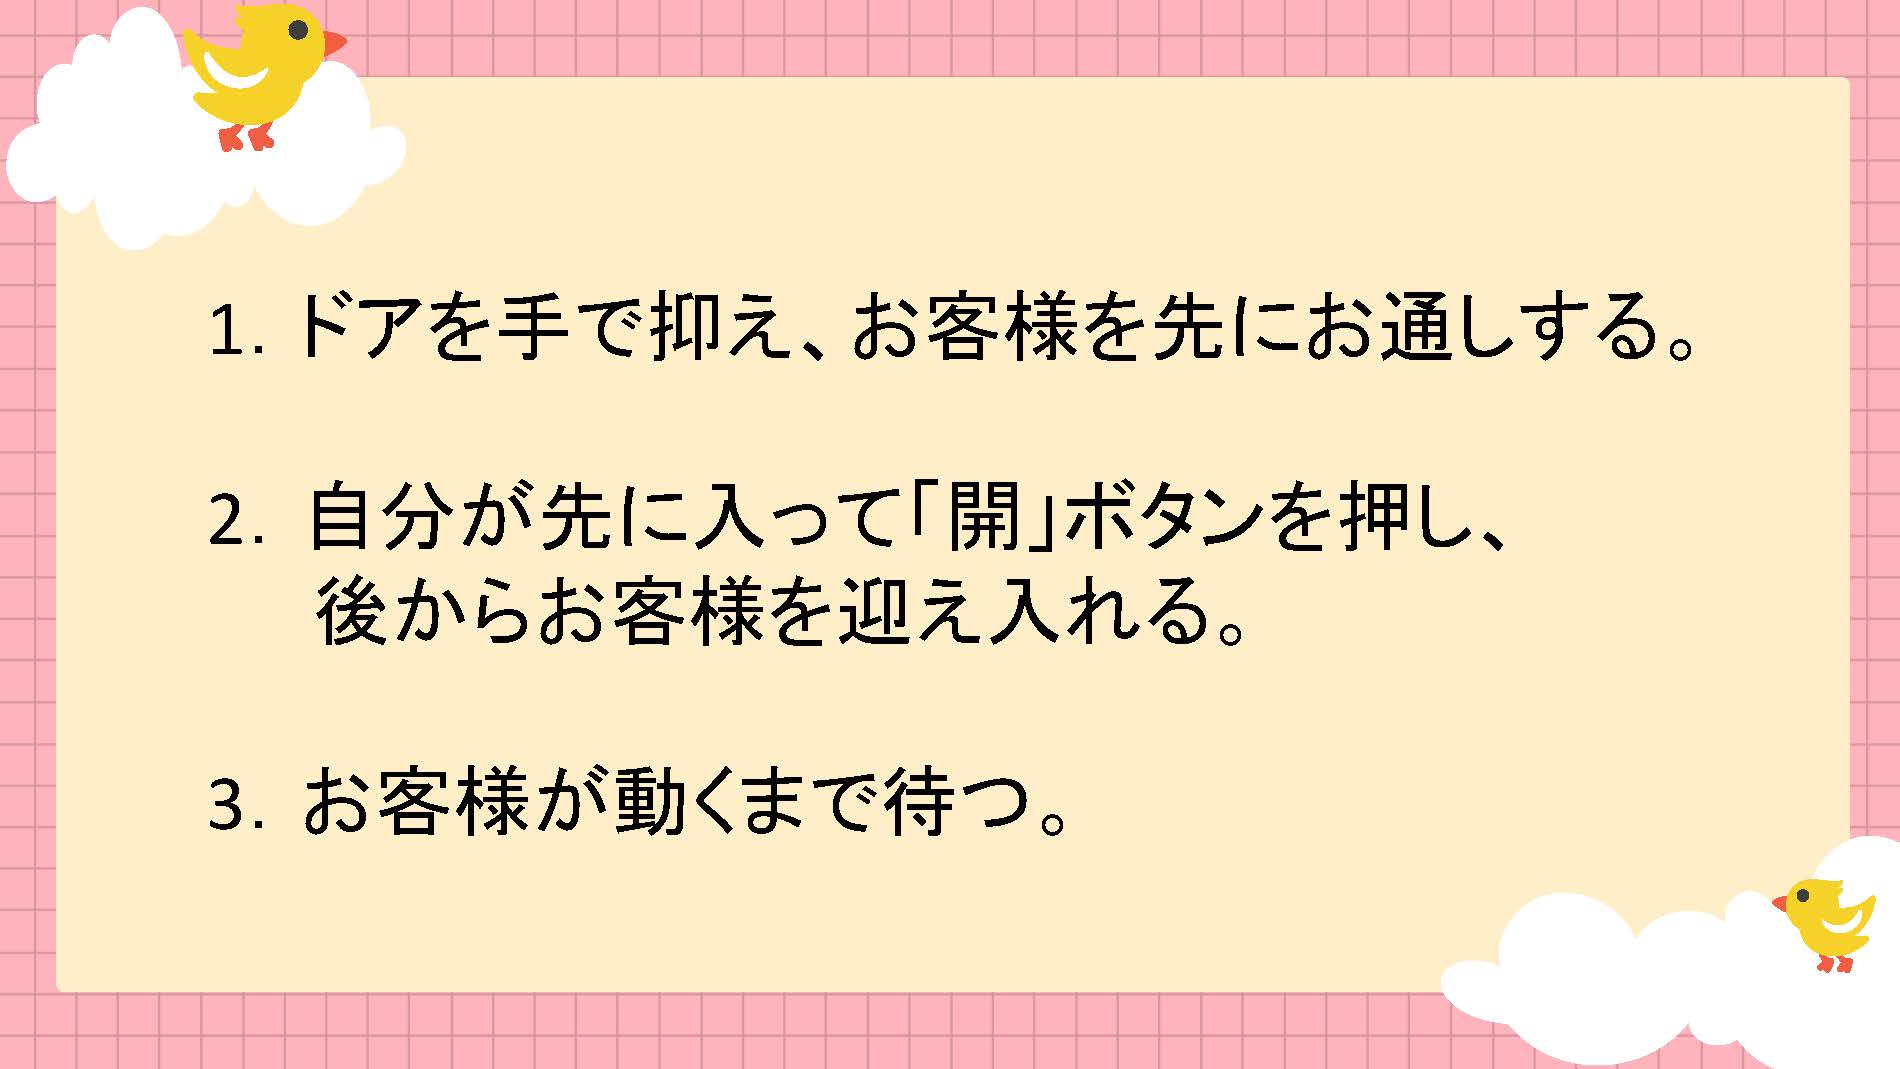 1. ドアを手で抑え、お客様を先にお通しする。
2. 自分が先に入って「開」ボタンを押し、
後からお客様を迎え入れる。
3. お客様が動くまで待つ。